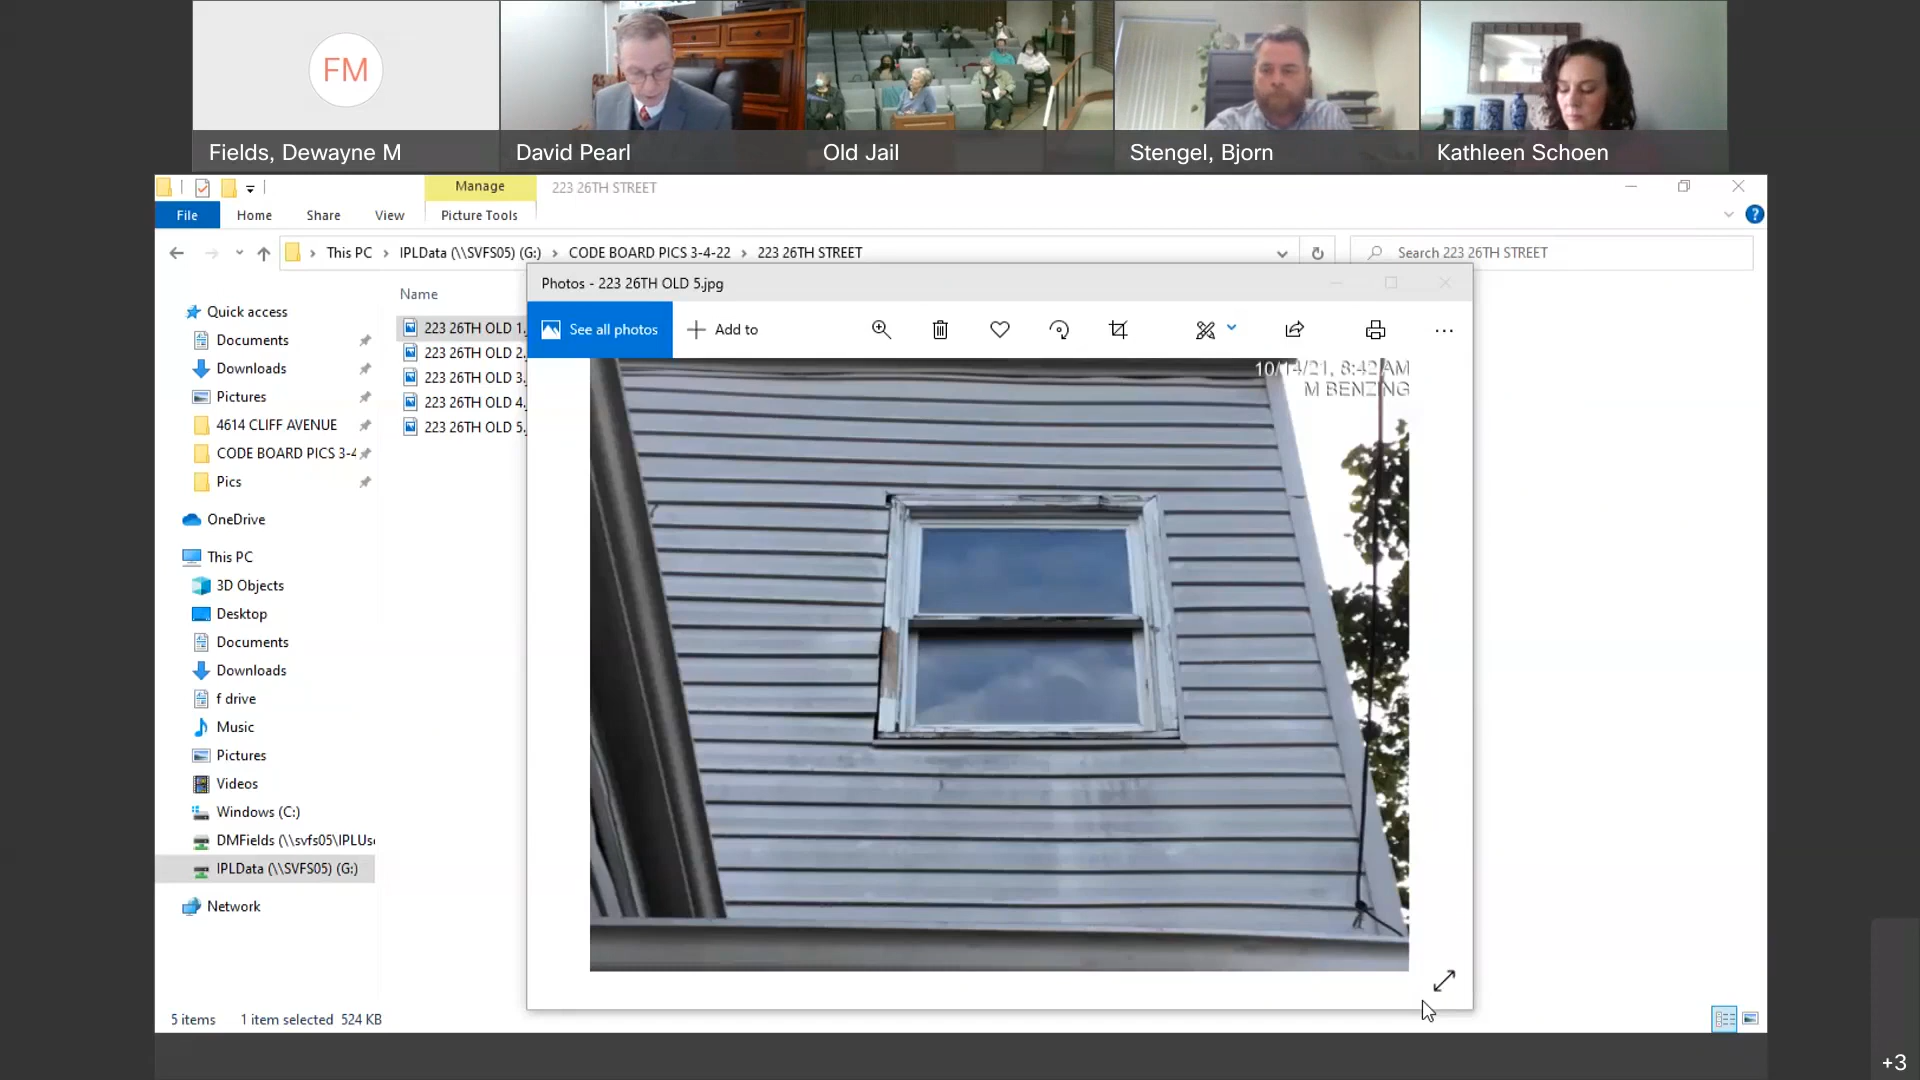 FM
Fields, Dewayne M
David Pearl
Old Jail
Stengel, Bjorn
Kathleen Schoen
Manage
223 26TH STREET
File
Home
Share
View
Picture Tools
This PC
IPLData (\\SVFS05) (G:)
CODE BOARD PICS 3-4-22
223 26TH STREET
Search 223 26TH STREET
Name
Quick access
Documents
Downloads
Pictures
4614 CLIFF AVENUE
CODE BOARD PICS 3-4
Pics
OneDrive
This PC
3D Objects
Desktop
Documents
Downloads
f drive
Music
Pictures
Videos
Windows (C:)
DMFields (\\svfs05\IPLUse
IPLData (\\SVFS05) (G:)
Network
223 26TH OLD 1.
223 26TH OLD 2.
223 26TH OLD 3.
223 26TH OLD 4.
223 26TH OLD 5.
Photos - 223 26TH OLD 5.jpg
See all photos
Add to
10/14/21, 8:42 AM
M BENZING
5 items
1 item selected 524 KB
+3